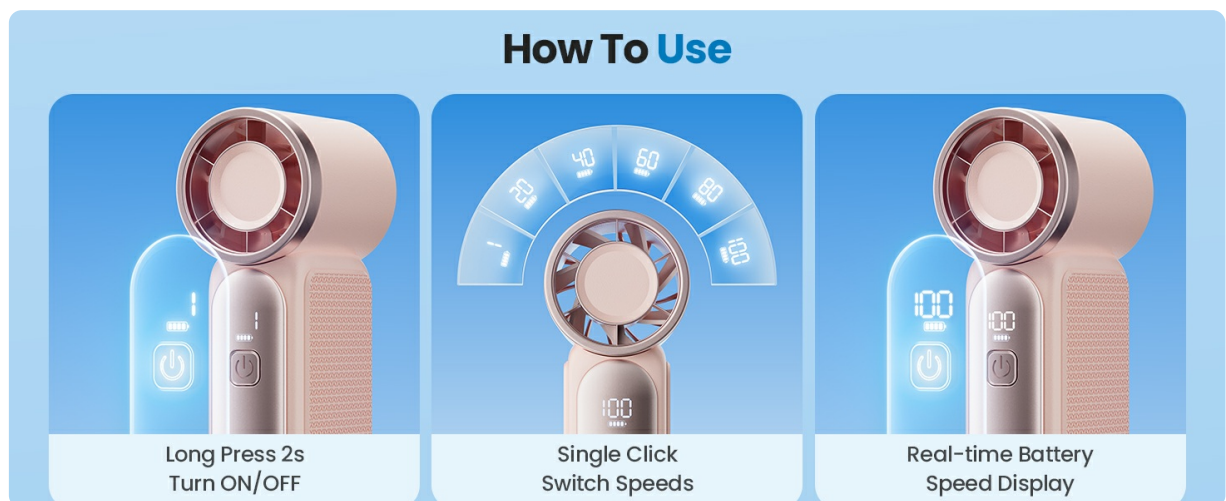 How To Use
1
1
Long Press 2s
Turn ON/OFF
1
20
40
60
80
100
100
Single Click
Switch Speeds
100
100
Real-time Battery
Speed Display